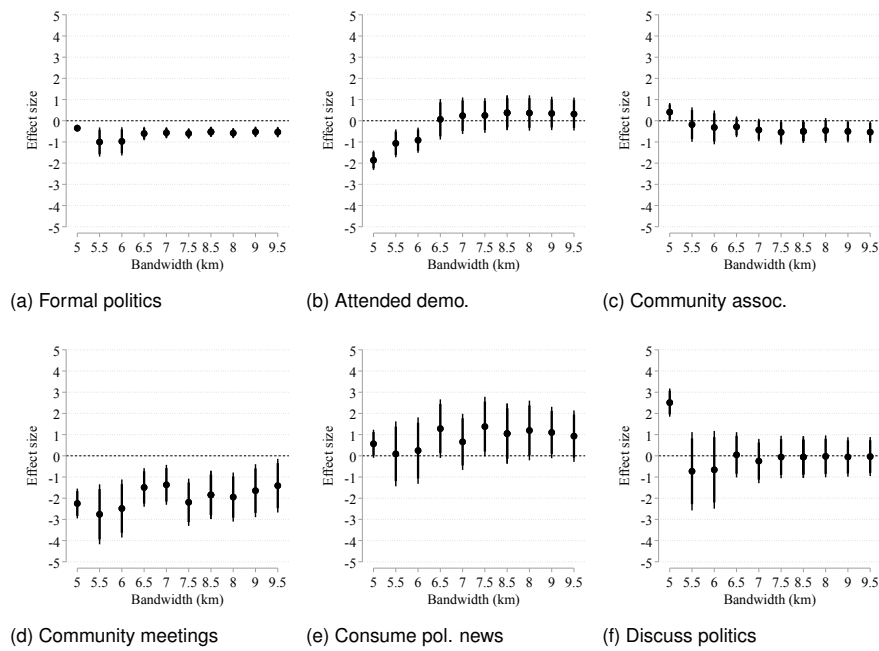 5
4
3
2
1
0
-1
-2
-3
-4
-5
Effect size
5 5.5 6 6.5 7 7.5 8.5 8 9 9.5
Bandwidth (km)
(a) Formal politics
5
4
3
2
1
0
-1
-2
-3
-4
-5
Effect size
5 5.5 6 6.5 7 7.5 8.5 8 9 9.5
Bandwidth (km)
(b) Attended demo.
5
4
3
2
1
0
-1
-2
-3
-4
-5
Effect size
5 5.5 6 6.5 7 7.5 8.5 8 9 9.5
Bandwidth (km)
(c) Community assoc.
5
4
3
2
1
0
-1
-2
-3
-4
-5
Effect size
5 5.5 6 6.5 7 7.5 8.5 8 9 9.5
Bandwidth (km)
(d) Community meetings
5
4
3
2
1
0
-1
-2
-3
-4
-5
Effect size
5 5.5 6 6.5 7 7.5 8.5 8 9 9.5
Bandwidth (km)
(e) Consume pol. news
5
4
3
2
1
0
-1
-2
-3
-4
-5
Effect size
5 5.5 6 6.5 7 7.5 8.5 8 9 9.5
Bandwidth (km)
(f) Discuss politics